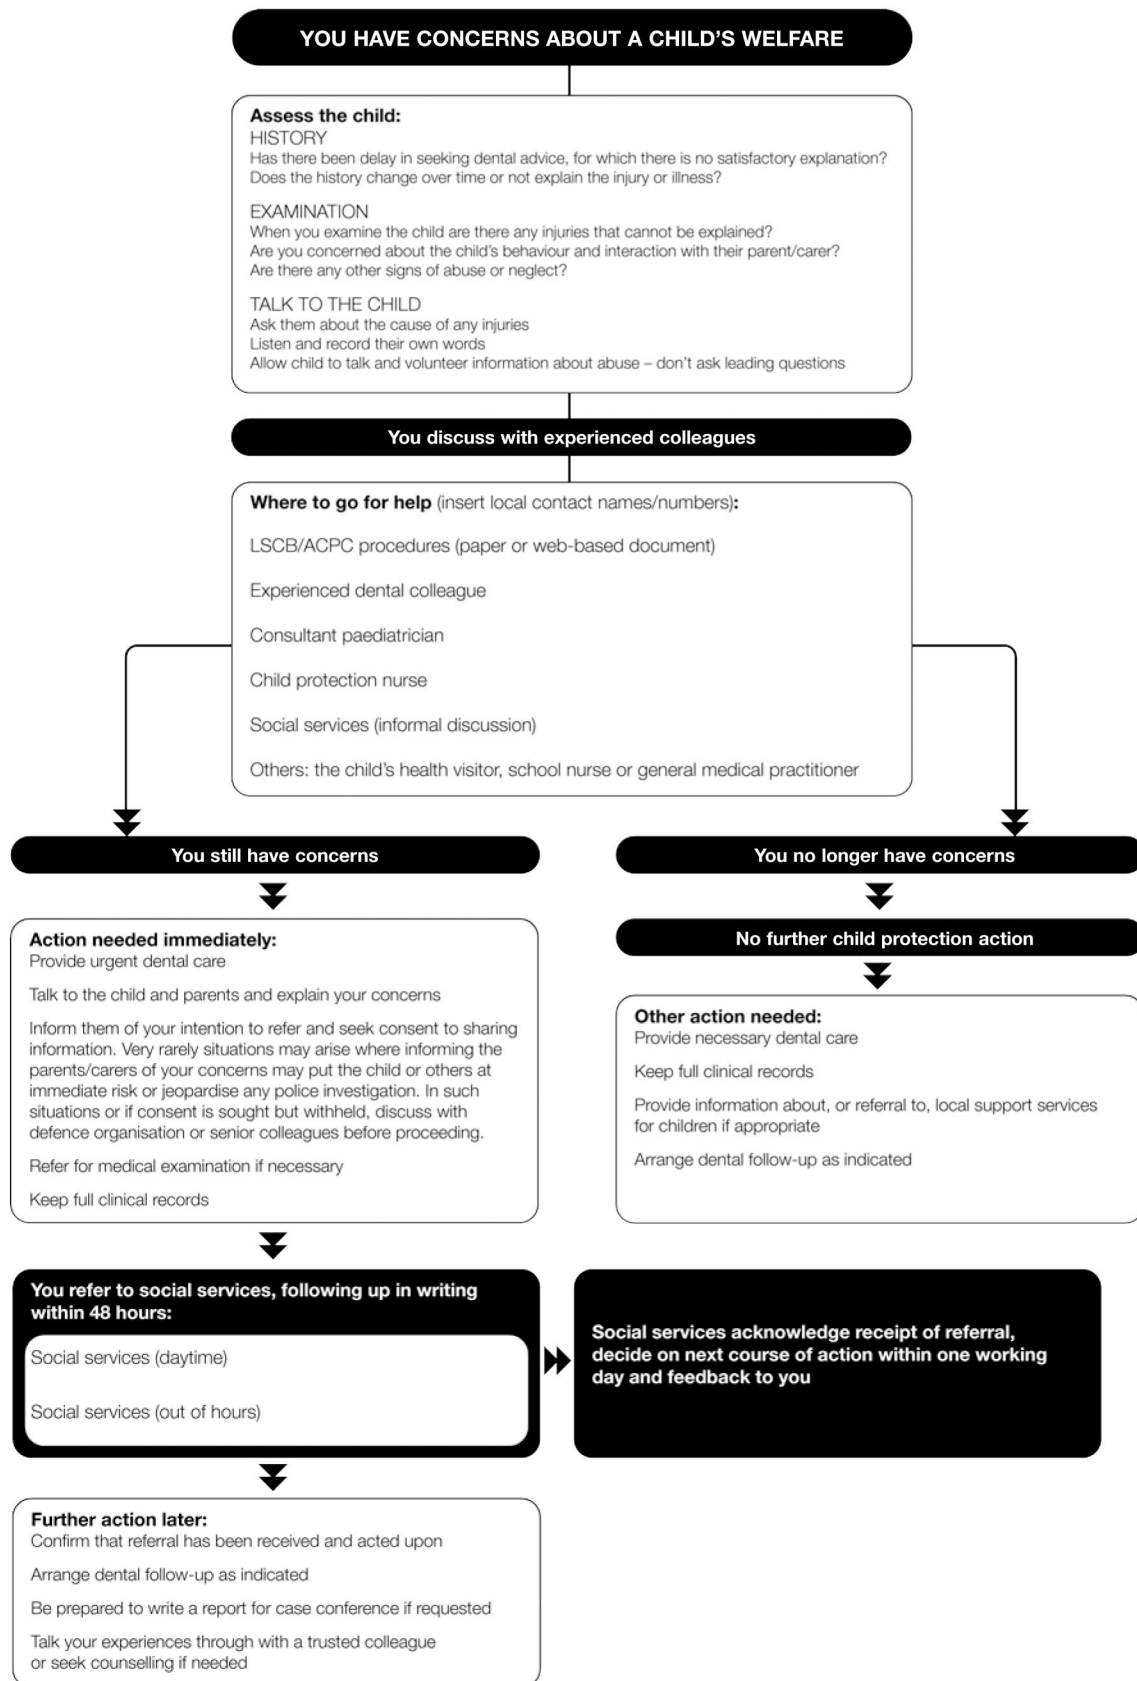 YOU HAVE CONCERNS ABOUT A CHILD'S WELFARE
Assess the child:
HISTORY
Has there been delay in seeking dental advice, for which there is no satisfactory explanation?
Does the history change over time or not explain the injury or illness?
EXAMINATION
When you examine the child are there any injuries that cannot be explained?
Are you concerned about the child's behaviour and interaction with their parent/carer?
Are there any other signs of abuse or neglect?
TALK TO THE CHILD
Ask them about the cause of any injuries
Listen and record their own words
Allow child to talk and volunteer information about abuse – don't ask leading questions
You discuss with experienced colleagues
Where to go for help (insert local contact names/numbers):
LSCB/ACPC procedures (paper or web-based document)
Experienced dental colleague
Consultant paediatrician
Child protection nurse
Social services (informal discussion)
Others: the child's health visitor, school nurse or general medical practitioner
You still have concerns
Action needed immediately:
Provide urgent dental care
Talk to the child and parents and explain your concerns
Inform them of your intention to refer and seek consent to sharing
information. Very rarely situations may arise where informing the
parents/carers of your concerns may put the child or others at
immediate risk or jeopardise any police investigation. In such
situations or if consent is sought but withheld, discuss with
defence organisation or senior colleagues before proceeding.
Refer for medical examination if necessary
Keep full clinical records
You no longer have concerns
No further child protection action
Other action needed:
Provide necessary dental care
Keep full clinical records
Provide information about, or referral to, local support services
for children if appropriate
Arrange dental follow-up as indicated
You refer to social services, following up in writing
within 48 hours:
Social services (daytime)
Social services (out of hours)
Social services acknowledge receipt of referral,
decide on next course of action within one working
day and feedback to you
Further action later:
Confirm that referral has been received and acted upon
Arrange dental follow-up as indicated
Be prepared to write a report for case conference if requested
Talk your experiences through with a trusted colleague
or seek counselling if needed